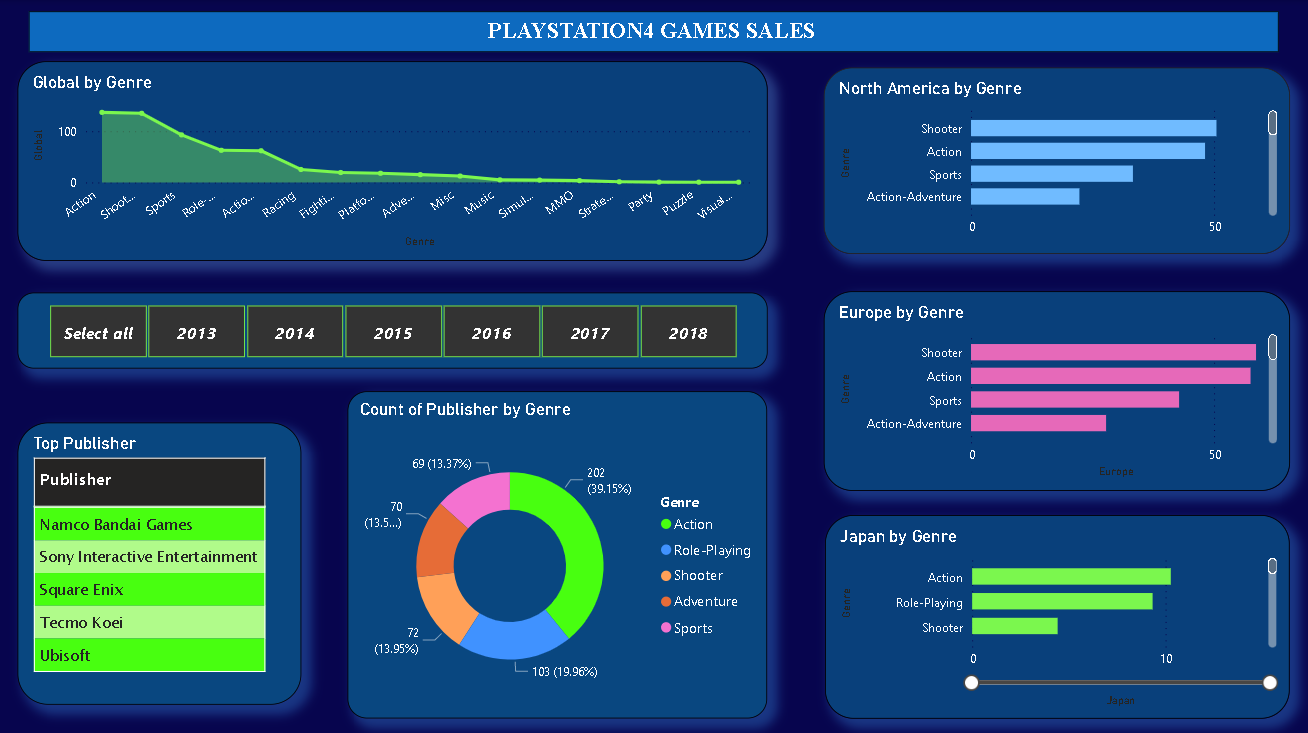 PLAYSTATION4 GAMES SALES
Global by Genre
Global
100
0
Action
Shoot...
Sports
Role-...
Actio...
Racing
Fighti...
Platfo...
Adve...
Misc
Music
Simul...
MMO
Strate...
Party
Puzzle
Visual...
Genre
Select all
2013
2014
2015
2016
2017
2018
Top Publisher
Publisher
Namco Bandai Games
Sony Interactive Entertainment
Square Enix
Tecmo Koei
Ubisoft
Count of Publisher by Genre
69 (13.37%)
202
(39.15%)
70
(13.5...)
72
(13.95%)
103 (19.96%)
Genre
Action
Role-Playing
Shooter
Adventure
Sports
North America by Genre
Genre
Shooter
Action
Sports
Action-Adventure
0
50
Europe by Genre
Genre
Shooter
Action
Sports
Action-Adventure
0
50
Europe
Japan by Genre
Genre
Action
Role-Playing
Shooter
0
10
Japan